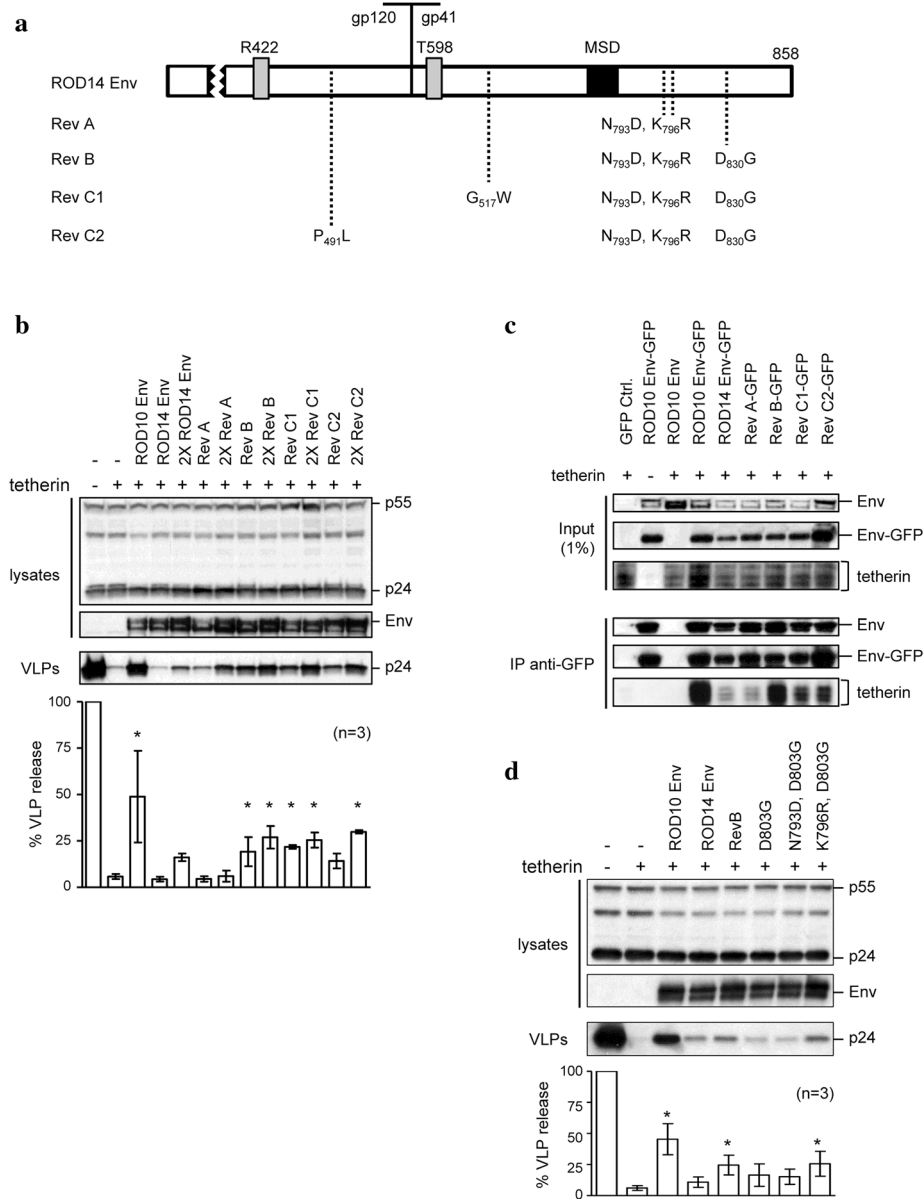 a
gp120 gp41
R422 T598 MSD 858
ROD14 Env
Rev A N793D, K796R
Rev B N793D, K796R D830G
Rev C1 G517W N793D, K796R D830G
Rev C2 P491L N793D, K796R D830G
b
- - ROD10 Env ROD14 Env 2X ROD14 Env Rev A 2X Rev A Rev B 2X Rev B Rev C1 2X Rev C1 Rev C2 2X Rev C2
tetherin - + + + + + + + + + + + +
lysates
p55
p24
Env
VLPs p24
% VLP release
100
75
50
25
0
(n=3)
* * * * * *
c
GFP Ctrl. ROD10 Env-GFP ROD10 Env ROD10 Env-GFP ROD14 Env-GFP Rev A-GFP Rev B-GFP Rev C1-GFP Rev C2-GFP
tetherin + - + + + + + + +
Input (1%)
Env
Env-GFP
tetherin
IP anti-GFP
Env
Env-GFP
tetherin
d
- - ROD10 Env ROD14 Env RevB D803G N793D, D803G K796R, D803G
tetherin - + + + + + + +
lysates
p55
p24
Env
VLPs p24
% VLP release
100
75
50
25
0
(n=3)
* * *